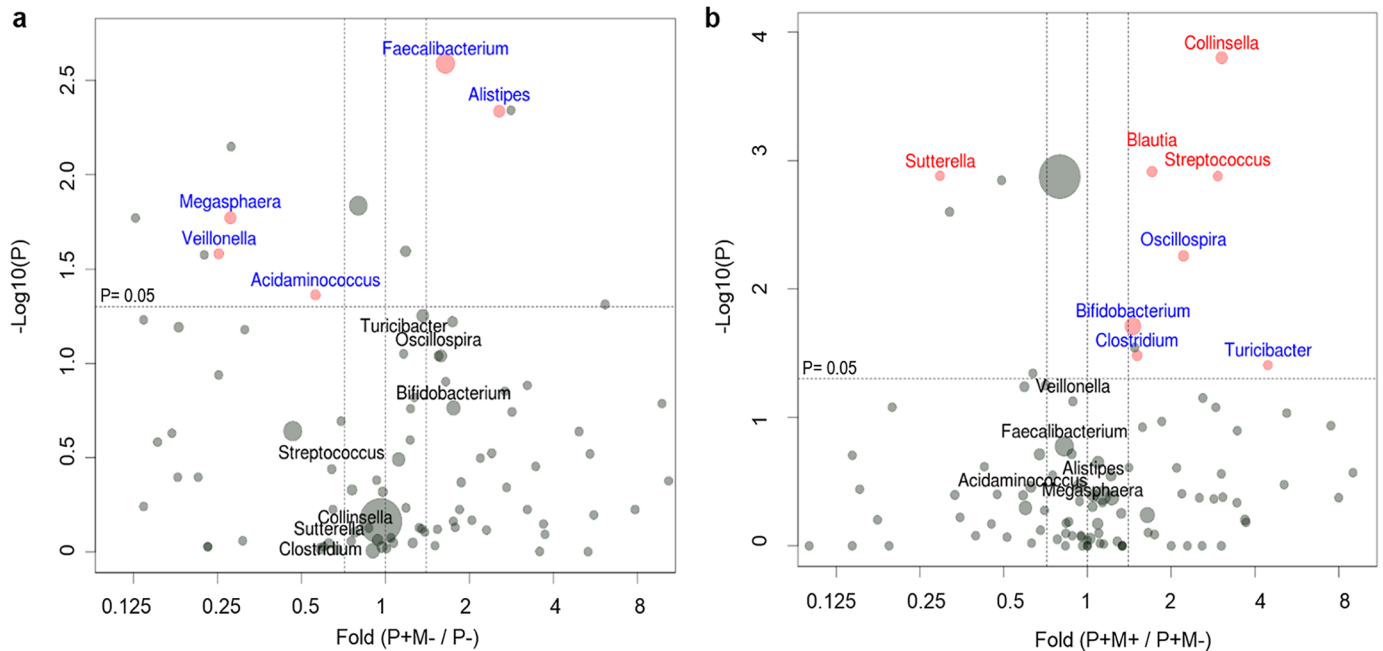 a
Faecalibacterium
Alistipes
Megasphaera
Veillonella
Acidaminococcus
P= 0.05
Turicibacter
Oscillospira
Bifidobacterium
Streptococcus
Collinsella
Sutterella
Clostridium
-Log10(P)
0
0.5
1.0
1.5
2.0
2.5
0.125
0.25
0.5
1
2
4
8
Fold (P+M- / P-)
b
Collinsella
Blautia
Streptococcus
Sutterella
Oscillospira
Bifidobacterium
Clostridium
Turicibacter
P= 0.05
Veillonella
Faecalibacterium
Alistipes
Acidaminococcus
Megasphaera
-Log10(P)
0
1
2
3
4
0.125
0.25
0.5
1
2
4
8
Fold (P+M+ / P+M-)